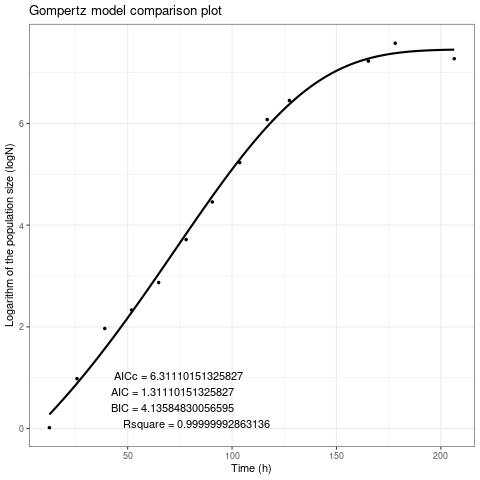 Gompertz model comparison plot
Logarithm of the population size (logN)
6
4
2
0
AICc = 6.31110151325827
AIC = 1.31110151325827
BIC = 4.13584830056595
Rsquare = 0.99999992863136
50 100 150 200
Time (h)